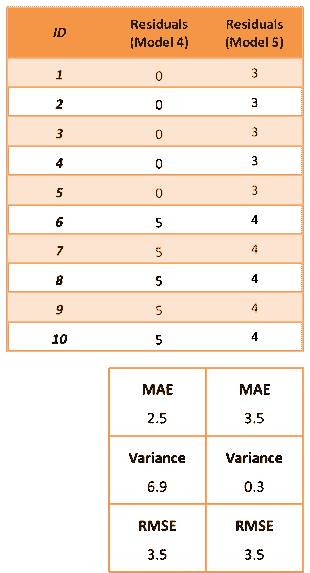 ID Residuals (Model 4) Residuals (Model 5)
1 0 3
2 0 3
3 0 3
4 0 3
5 0 3
6 5 4
7 5 4
8 5 4
9 5 4
10 5 4
MAE MAE
2.5 3.5
Variance Variance
6.9 0.3
RMSE RMSE
3.5 3.5